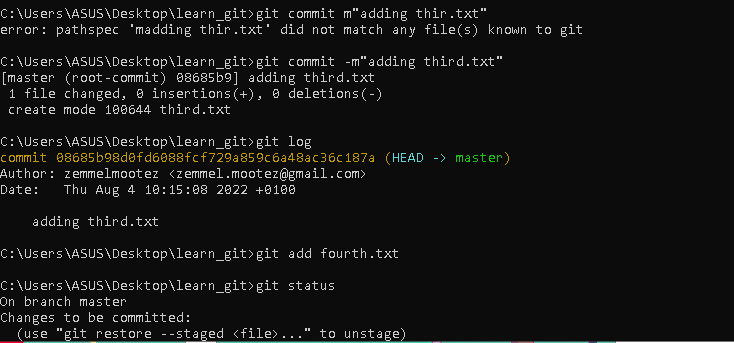 C:\Users\ASUS\Desktop\learn_git>git commit m"adding thir.txt"
error: pathspec 'madding thir.txt' did not match any file(s) known to git
C:\Users\ASUS\Desktop\learn_git>git commit -m"adding third.txt"
[master (root-commit) 08685b9] adding third.txt
 1 file changed, 0 insertions(+), 0 deletions(-)
 create mode 100644 third.txt
C:\Users\ASUS\Desktop\learn_git>git log
commit 08685b98d0fd6088fcf729a859c6a48ac36c187a (HEAD -> master)
Author: zemmelmootez <zemmel.mootez@gmail.com>
Date:   Thu Aug 4 10:15:08 2022 +0100
    adding third.txt
C:\Users\ASUS\Desktop\learn_git>git add fourth.txt
C:\Users\ASUS\Desktop\learn_git>git status
On branch master
Changes to be committed:
  (use "git restore --staged <file>..." to unstage)